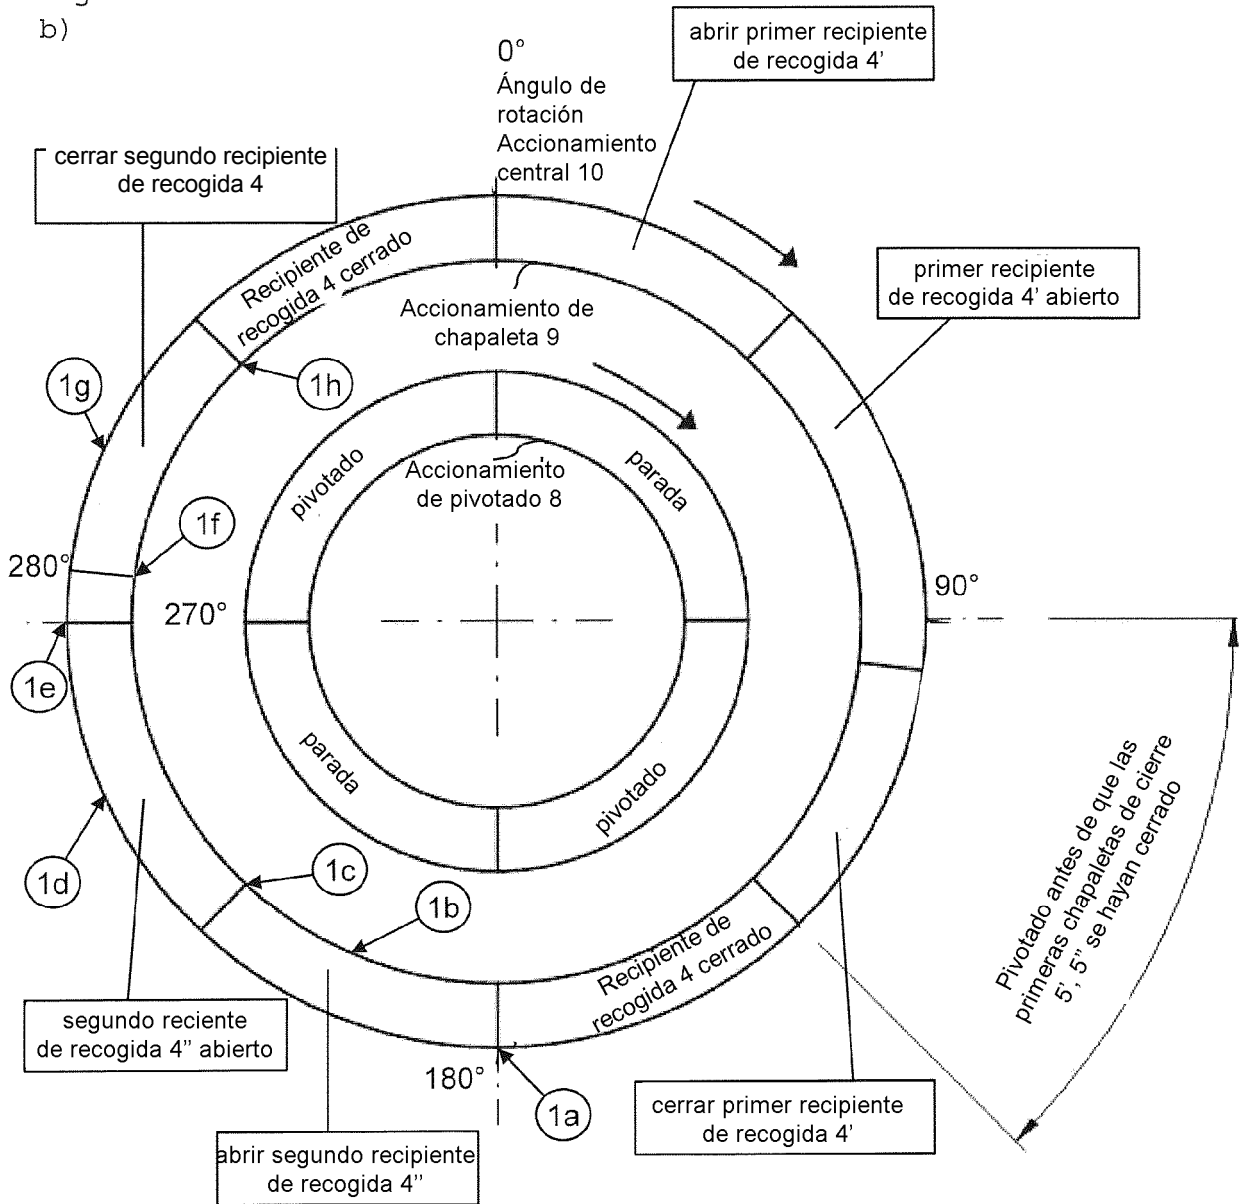 b)
0°
Ángulo de
rotación
Accionamiento
central 10
abrir primer recipiente
de recogida 4'
cerrar segundo recipiente
de recogida 4
Recipiente de
recogida 4 cerrado
primer recipiente
de recogida 4' abierto
Accionamiento de
chapaleta 9
1g
1h
pivotado
Accionamiento
de pivotado 8
parada
1f
280°
270°
90°
1e
parada
pivotado
1d
1c
1b
Recipiente de
recogida 4 cerrado
Pivotado antes de que las
primeras chapaletas de cierre
5', 5" se hayan cerrado
segundo reciente
de recogida 4" abierto
180°
1a
cerrar primer recipiente
de recogida 4'
abrir segundo recipiente
de recogida 4"